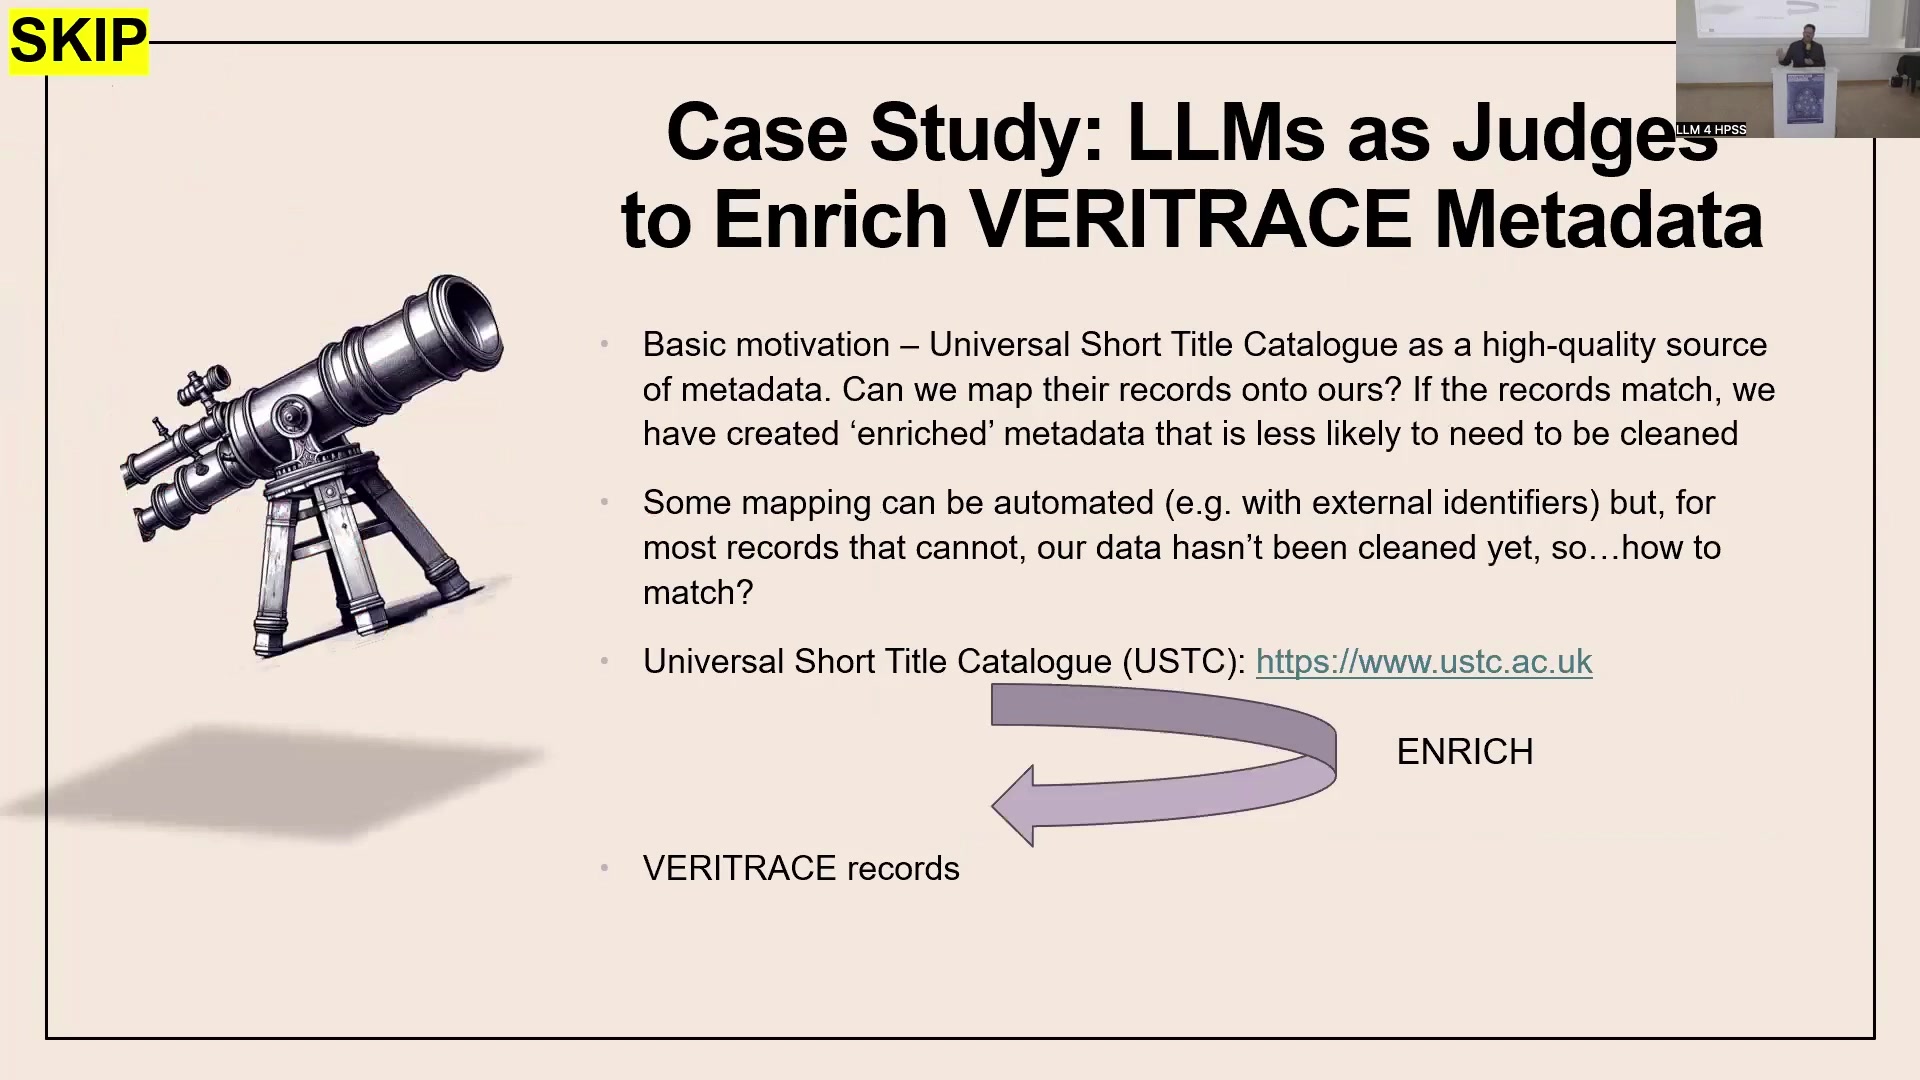 SKIP
Case Study: LLMs as Judges
to Enrich VERITRACE Metadata
LLM 4 HPSS
• Basic motivation – Universal Short Title Catalogue as a high-quality source
of metadata. Can we map their records onto ours? If the records match, we
have created ‘enriched’ metadata that is less likely to need to be cleaned
• Some mapping can be automated (e.g. with external identifiers) but, for
most records that cannot, our data hasn’t been cleaned yet, so…how to
match?
• Universal Short Title Catalogue (USTC): https://www.ustc.ac.uk
ENRICH
• VERITRACE records